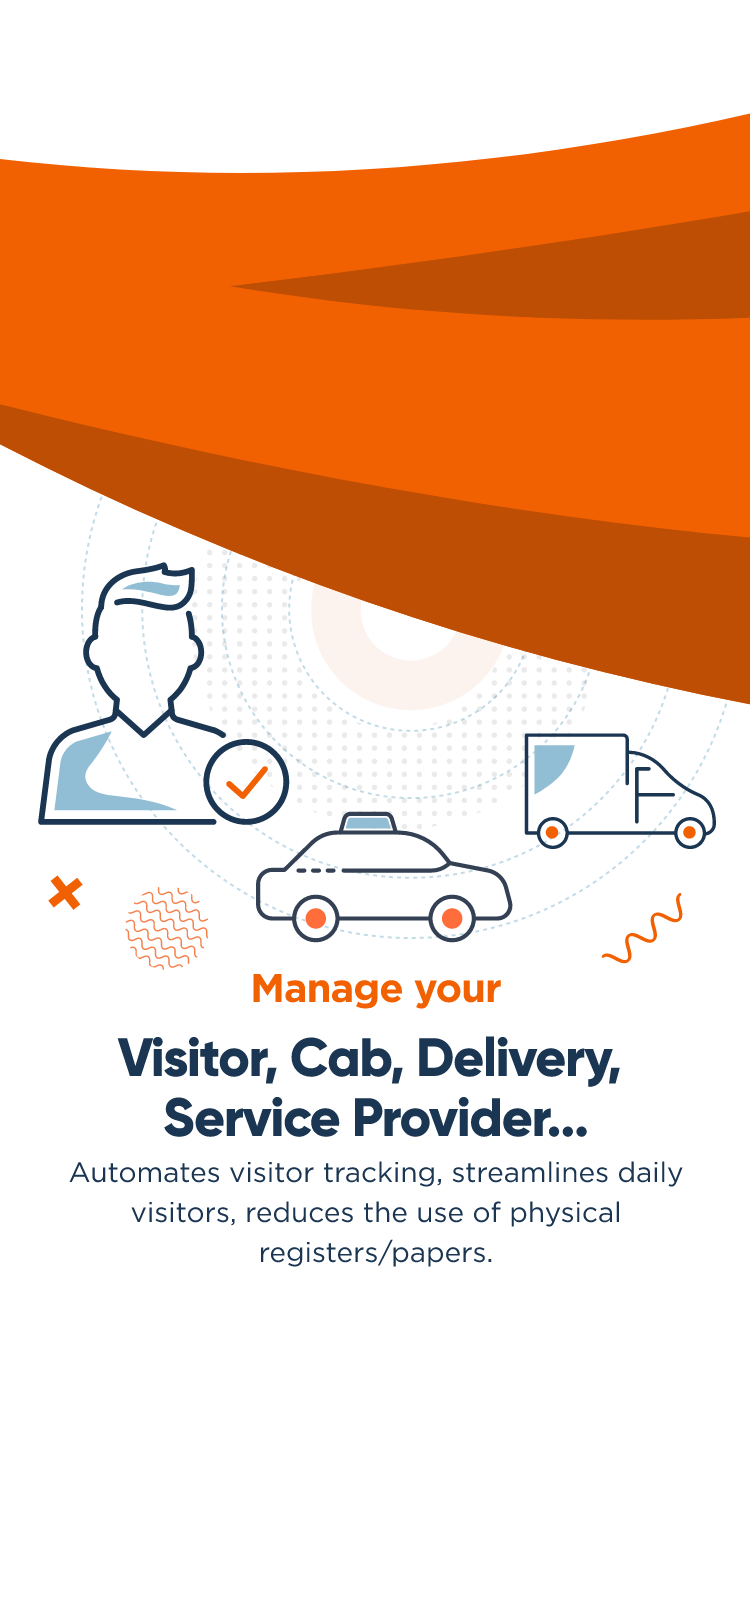 Manage your
Visitor, Cab, Delivery,
Service Provider...
Automates visitor tracking, streamlines daily
visitors, reduces the use of physical
registers/papers.